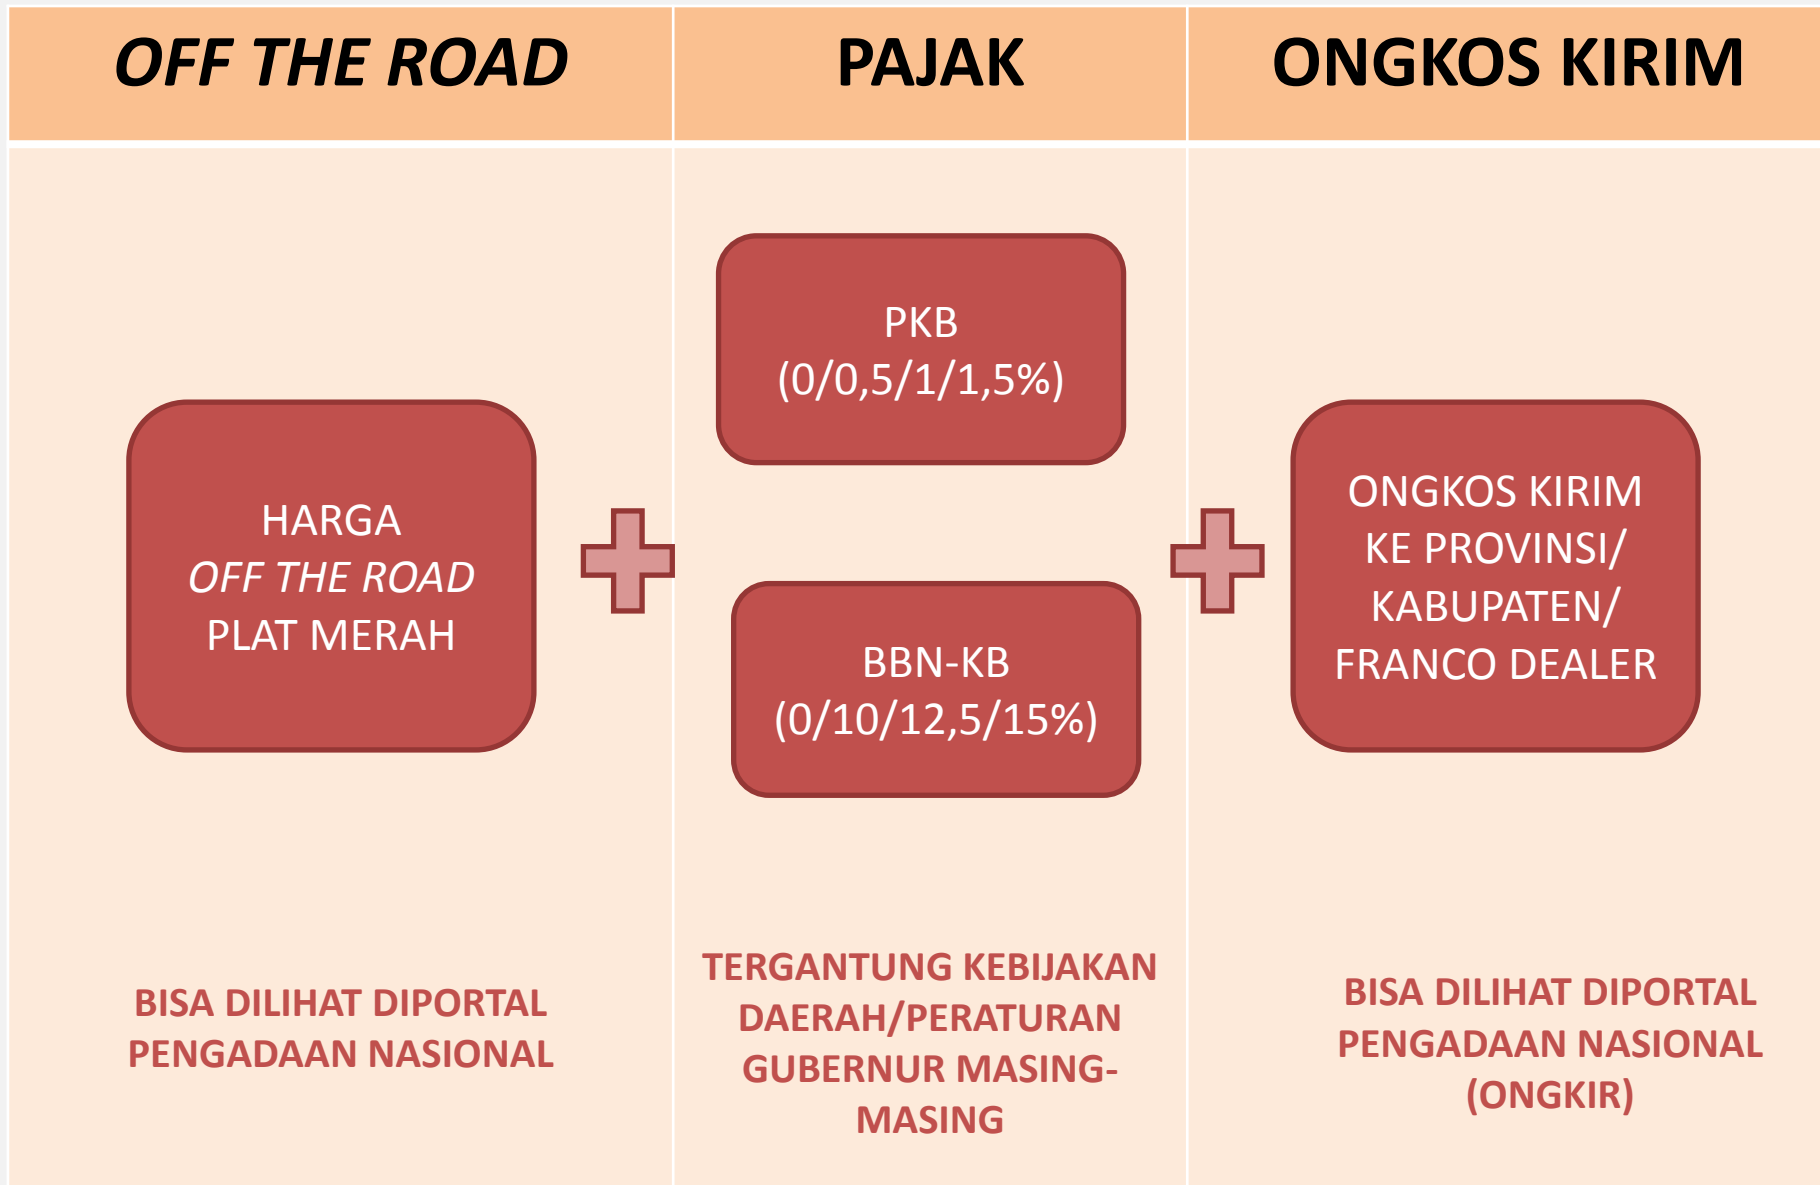 OFF THE ROAD
PAJAK
ONGKOS KIRIM
HARGA
OFF THE ROAD
PLAT MERAH
PKB
(0/0,5/1/1,5%)
BBN-KB
(0/10/12,5/15%)
ONGKOS KIRIM
KE PROVINSI/
KABUPATEN/
FRANCO DEALER
BISA DILIHAT DIPORTAL
PENGADAAN NASIONAL
TERGANTUNG KEBIJAKAN
DAERAH/PERATURAN
GUBERNUR MASING-
MASING
BISA DILIHAT DIPORTAL
PENGADAAN NASIONAL
(ONGKIR)